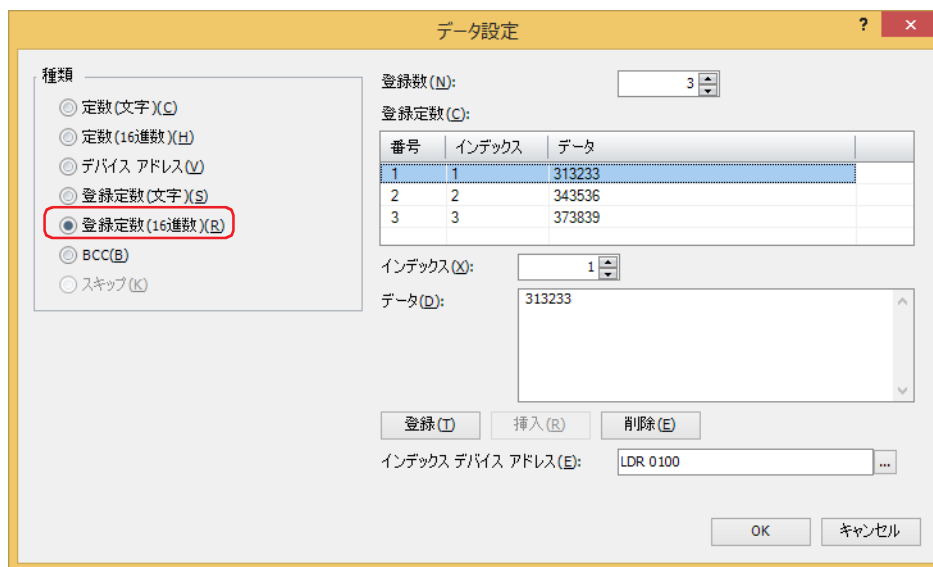 データ設定
?
×
種類
定数(文字)(C)
定数(16進数)(H)
デバイス アドレス(V)
登録定数(文字)(S)
登録定数(16進数)(R)
BCC(B)
スキップ(K)
登録数(N): 3
登録定数(C):
番号 インデックス データ
1 1 313233
2 2 343536
3 3 373839
インデックス(X): 1
データ(D): 313233
登録(T) 挿入(R) 削除(E)
インデックス デバイス アドレス(E): LDR 0100 ...
OK キャンセル